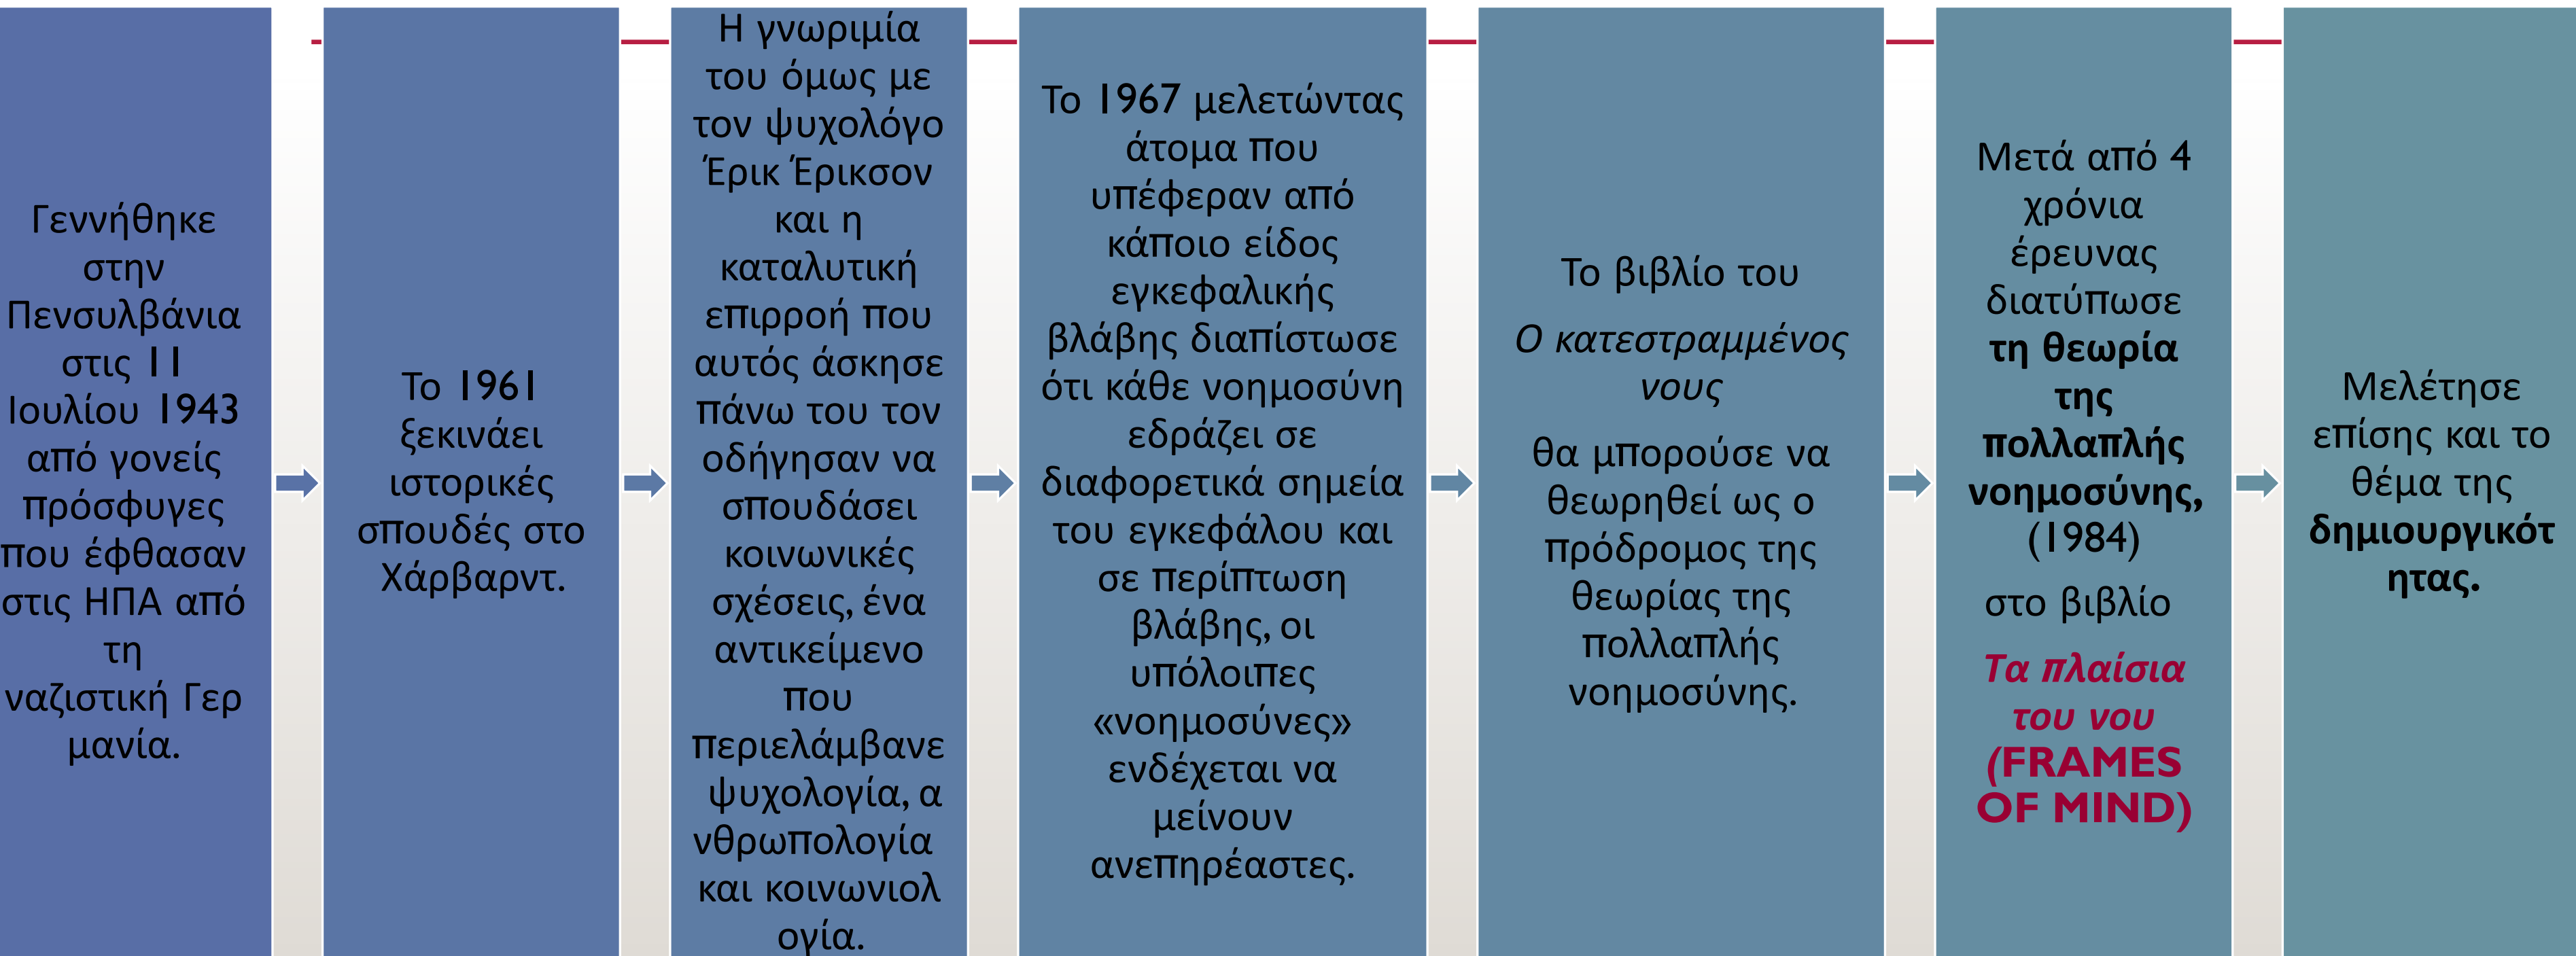 Γεννήθηκε
στην
Πενσυλβάνια
στις 11
Ιουλίου 1943
από γονείς
πρόσφυγες
που έφθασαν
στις ΗΠΑ από
τη
ναζιστική Γερ
μανία.
Το 1961
ξεκινάει
ιστορικές
σπουδές στο
Χάρβαρντ.
Η γνωριμία
του όμως με
τον ψυχολόγο
Έρικ Έρικσον
και η
καταλυτική
επιρροή που
αυτός άσκησε
πάνω του τον
οδήγησαν να
σπουδάσει
κοινωνικές
σχέσεις, ένα
αντικείμενο
που
περιελάμβανε
ψυχολογία, α
νθρωπολογία
και κοινωνιολ
ογία.
Το 1967 μελετώντας
άτομα που
υπέφεραν από
κάποιο είδος
εγκεφαλικής
βλάβης διαπίστωσε
ότι κάθε νοημοσύνη
εδράζει σε
διαφορετικά σημεία
του εγκεφάλου και
σε περίπτωση
βλάβης, οι
υπόλοιπες
«νοημοσύνες»
ενδέχεται να
μείνουν
ανεπηρέαστες.
Το βιβλίο του
Ο κατεστραμμένος
νους
θα μπορούσε να
θεωρηθεί ως ο
πρόδρομος της
θεωρίας της
πολλαπλής
νοημοσύνης.
Μετά από 4
χρόνια
έρευνας
διατύπωσε
τη θεωρία
της
πολλαπλής
νοημοσύνης,
(1984)
στο βιβλίο
Τα πλαίσια
του νου
(FRAMES
OF MIND)
Μελέτησε
επίσης και το
θέμα της
δημιουργικότ
ητας.